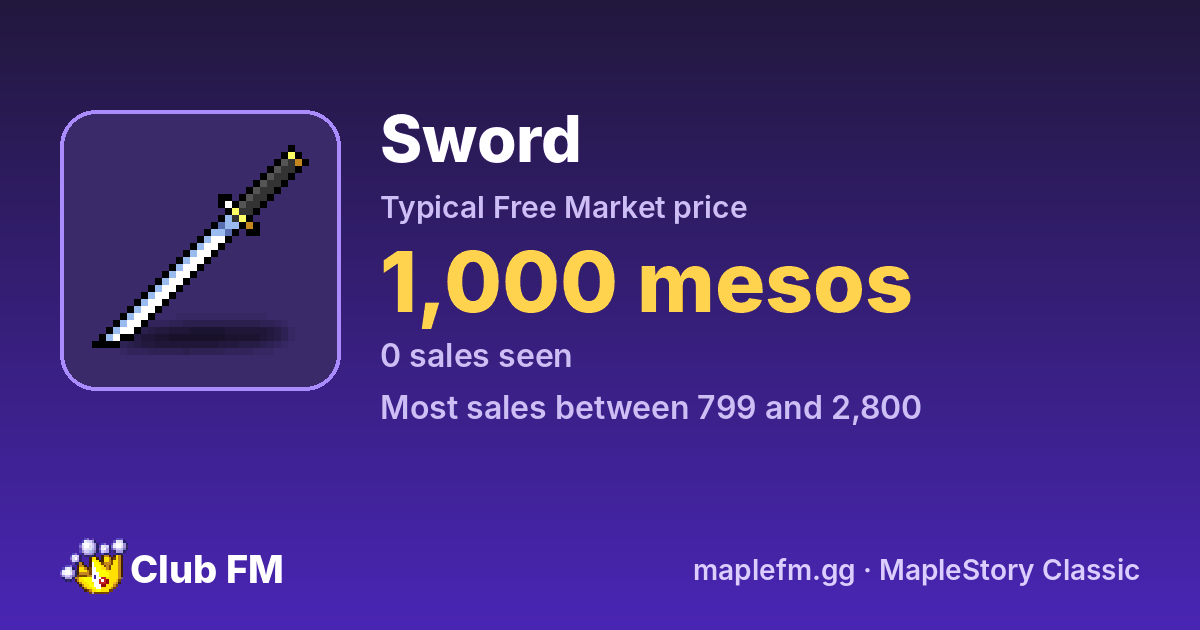 Sword
Typical Free Market price
1,000 mesos
0 sales seen
Most sales between 799 and 2,800
Club FM
maplefm.gg · MapleStory Classic